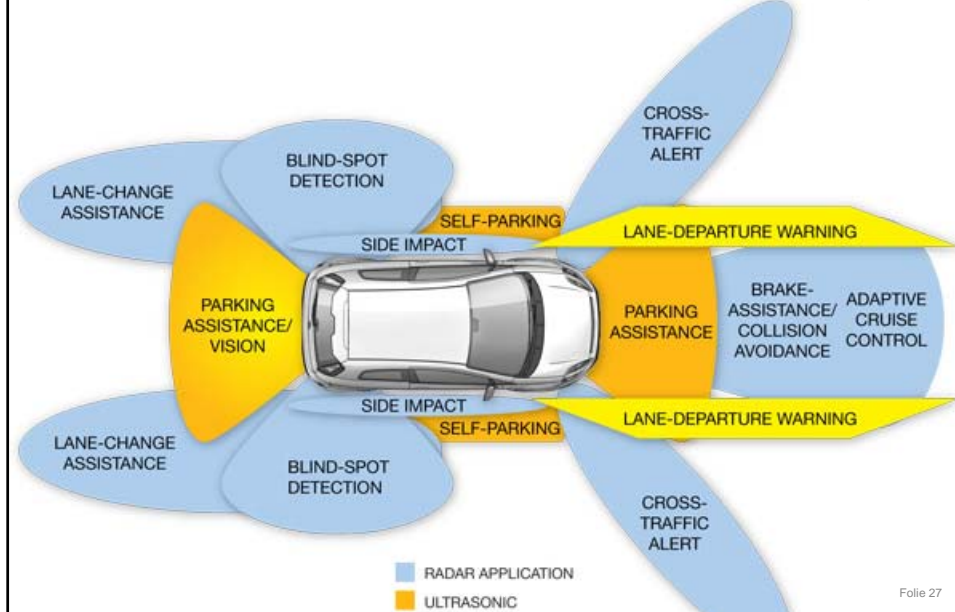 CROSS-
TRAFFIC
ALERT
BLIND-SPOT
DETECTION
LANE-CHANGE
ASSISTANCE
SELF-PARKING
SIDE IMPACT
LANE-DEPARTURE WARNING
PARKING
ASSISTANCE/
VISION
PARKING
ASSISTANCE
BRAKE-
ASSISTANCE/
COLLISION
AVOIDANCE
ADAPTIVE
CRUISE
CONTROL
SIDE IMPACT
SELF-PARKING
LANE-DEPARTURE WARNING
LANE-CHANGE
ASSISTANCE
BLIND-SPOT
DETECTION
CROSS-
TRAFFIC
ALERT
RADAR APPLICATION
ULTRASONIC
Folie 27